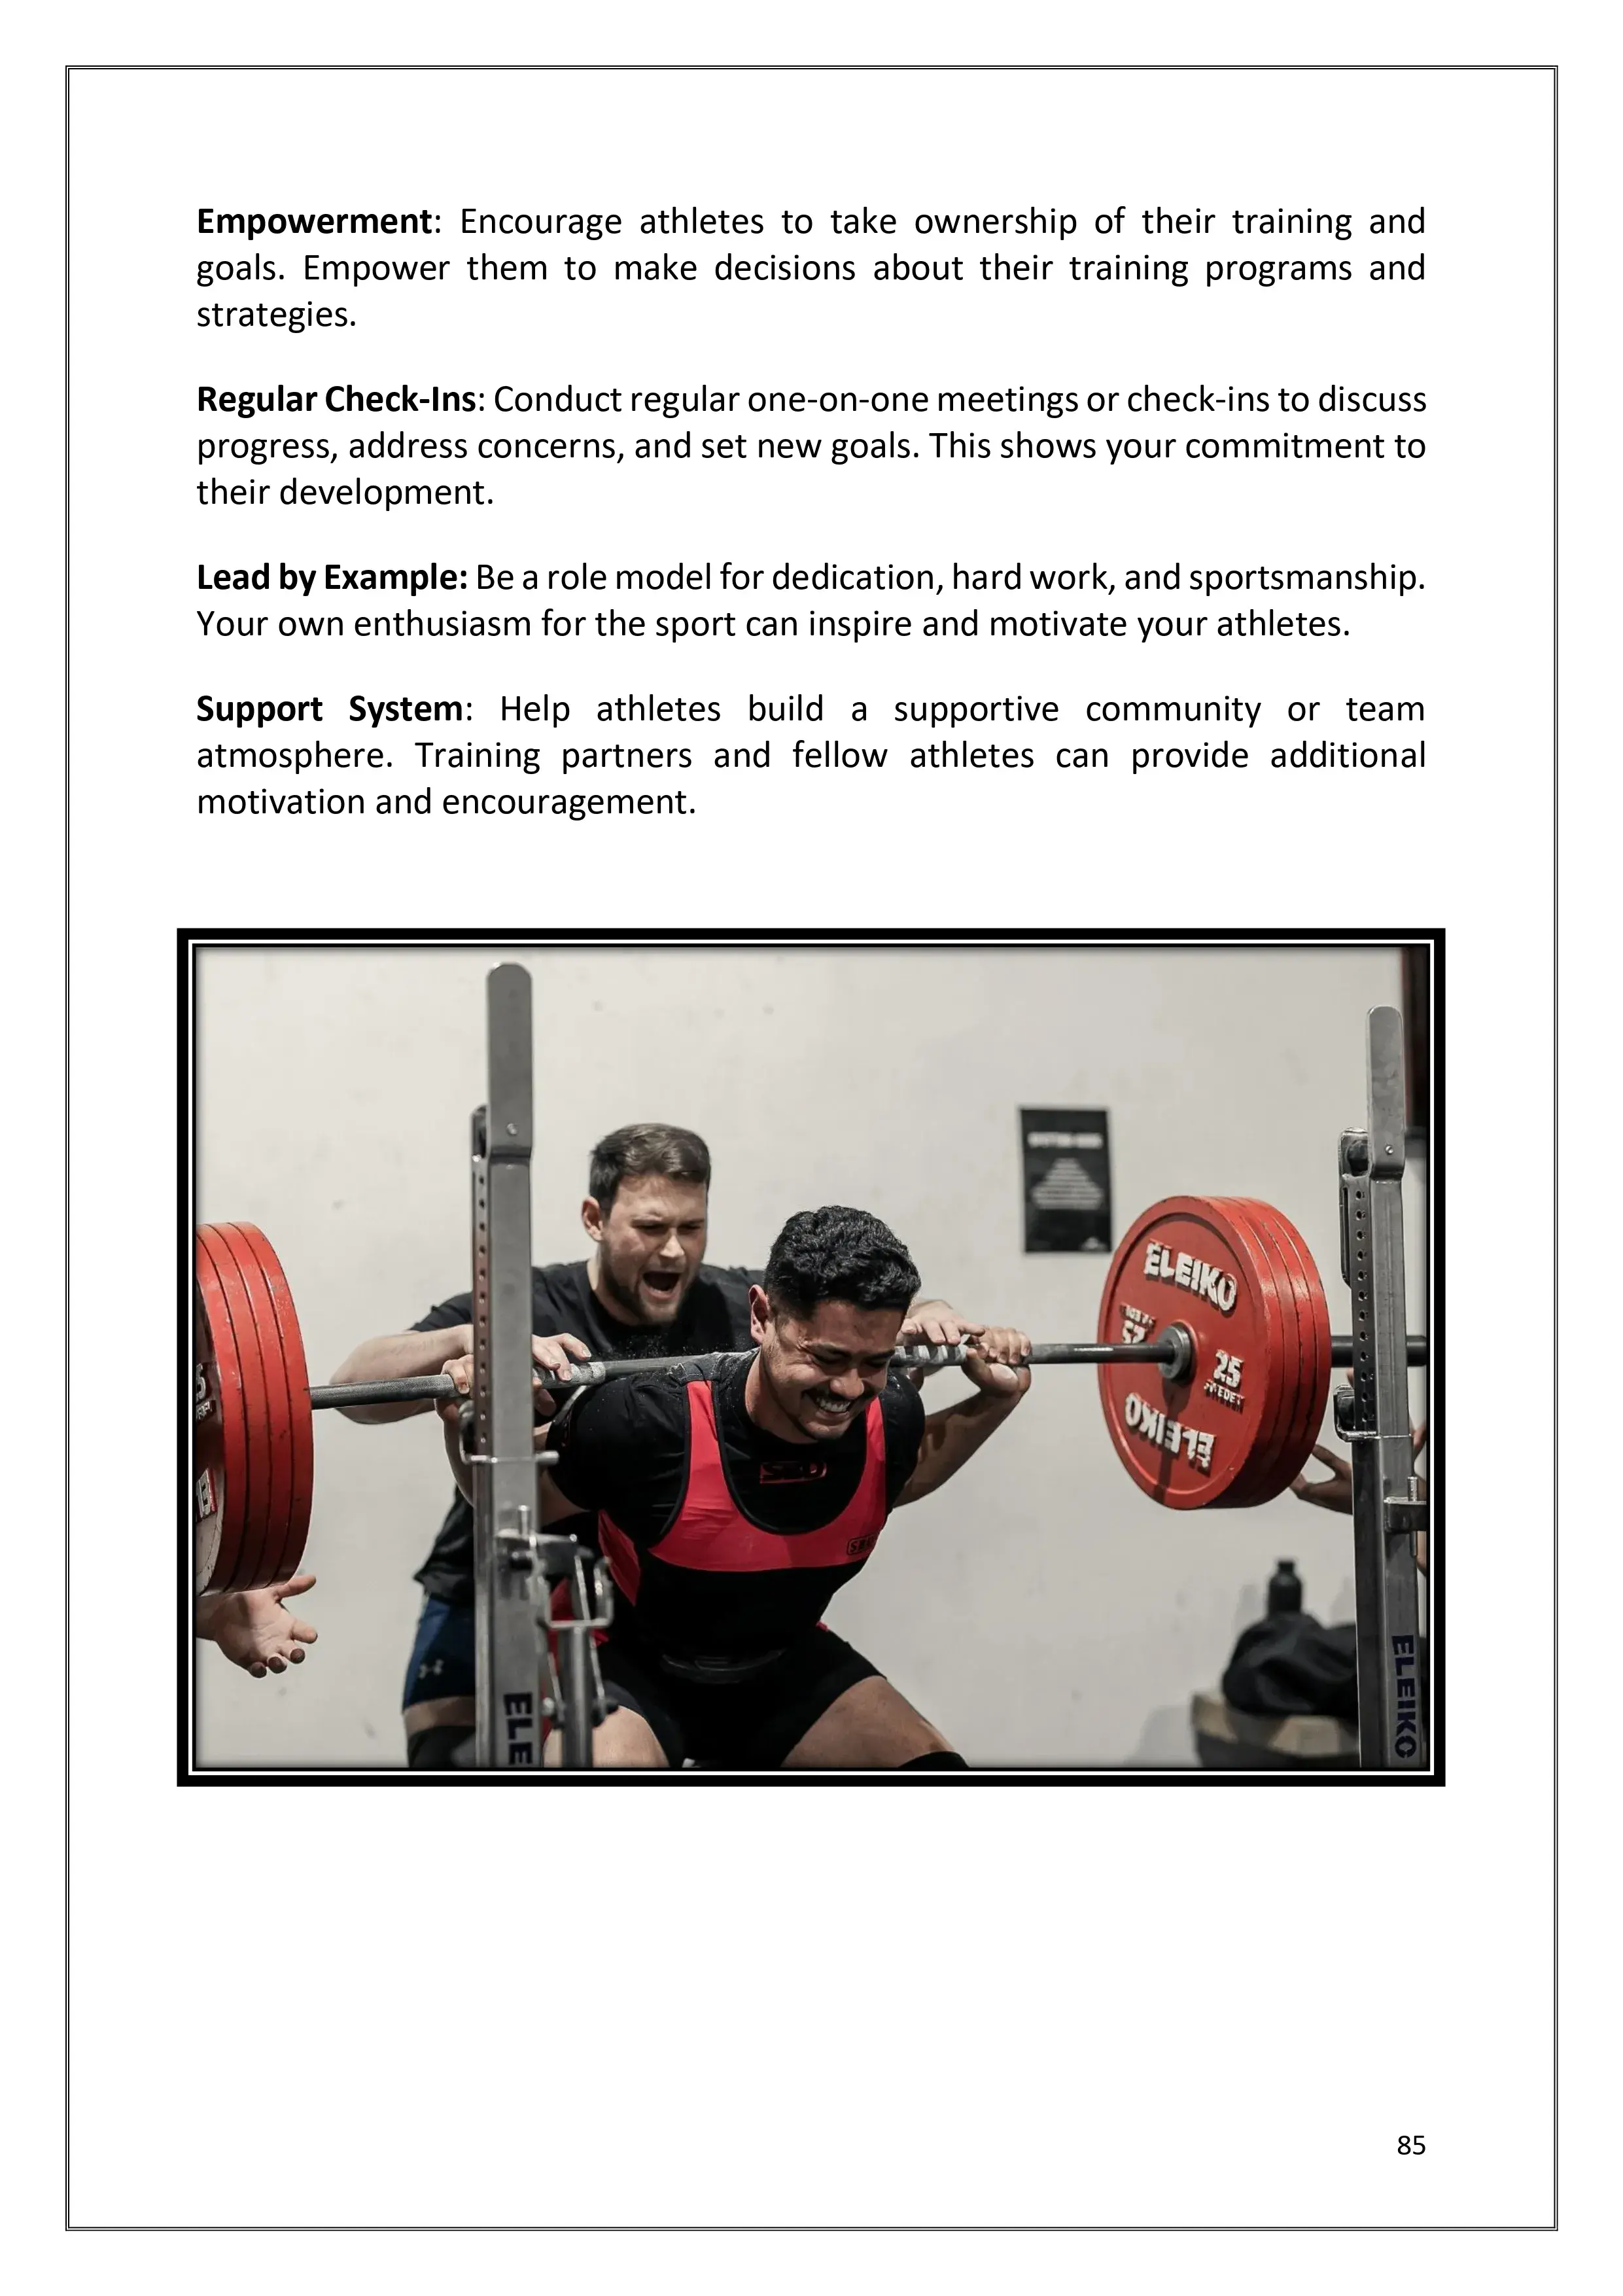 Empowerment: Encourage athletes to take ownership of their training and
goals. Empower them to make decisions about their training programs and
strategies.
Regular Check-Ins: Conduct regular one-on-one meetings or check-ins to discuss
progress, address concerns, and set new goals. This shows your commitment to
their development.
Lead by Example: Be a role model for dedication, hard work, and sportsmanship.
Your own enthusiasm for the sport can inspire and motivate your athletes.
Support System: Help athletes build a supportive community or team
atmosphere. Training partners and fellow athletes can provide additional
motivation and encouragement.
ELEIKO
25
25
ELEIKO
SBD
ELE
ELEIKO
85